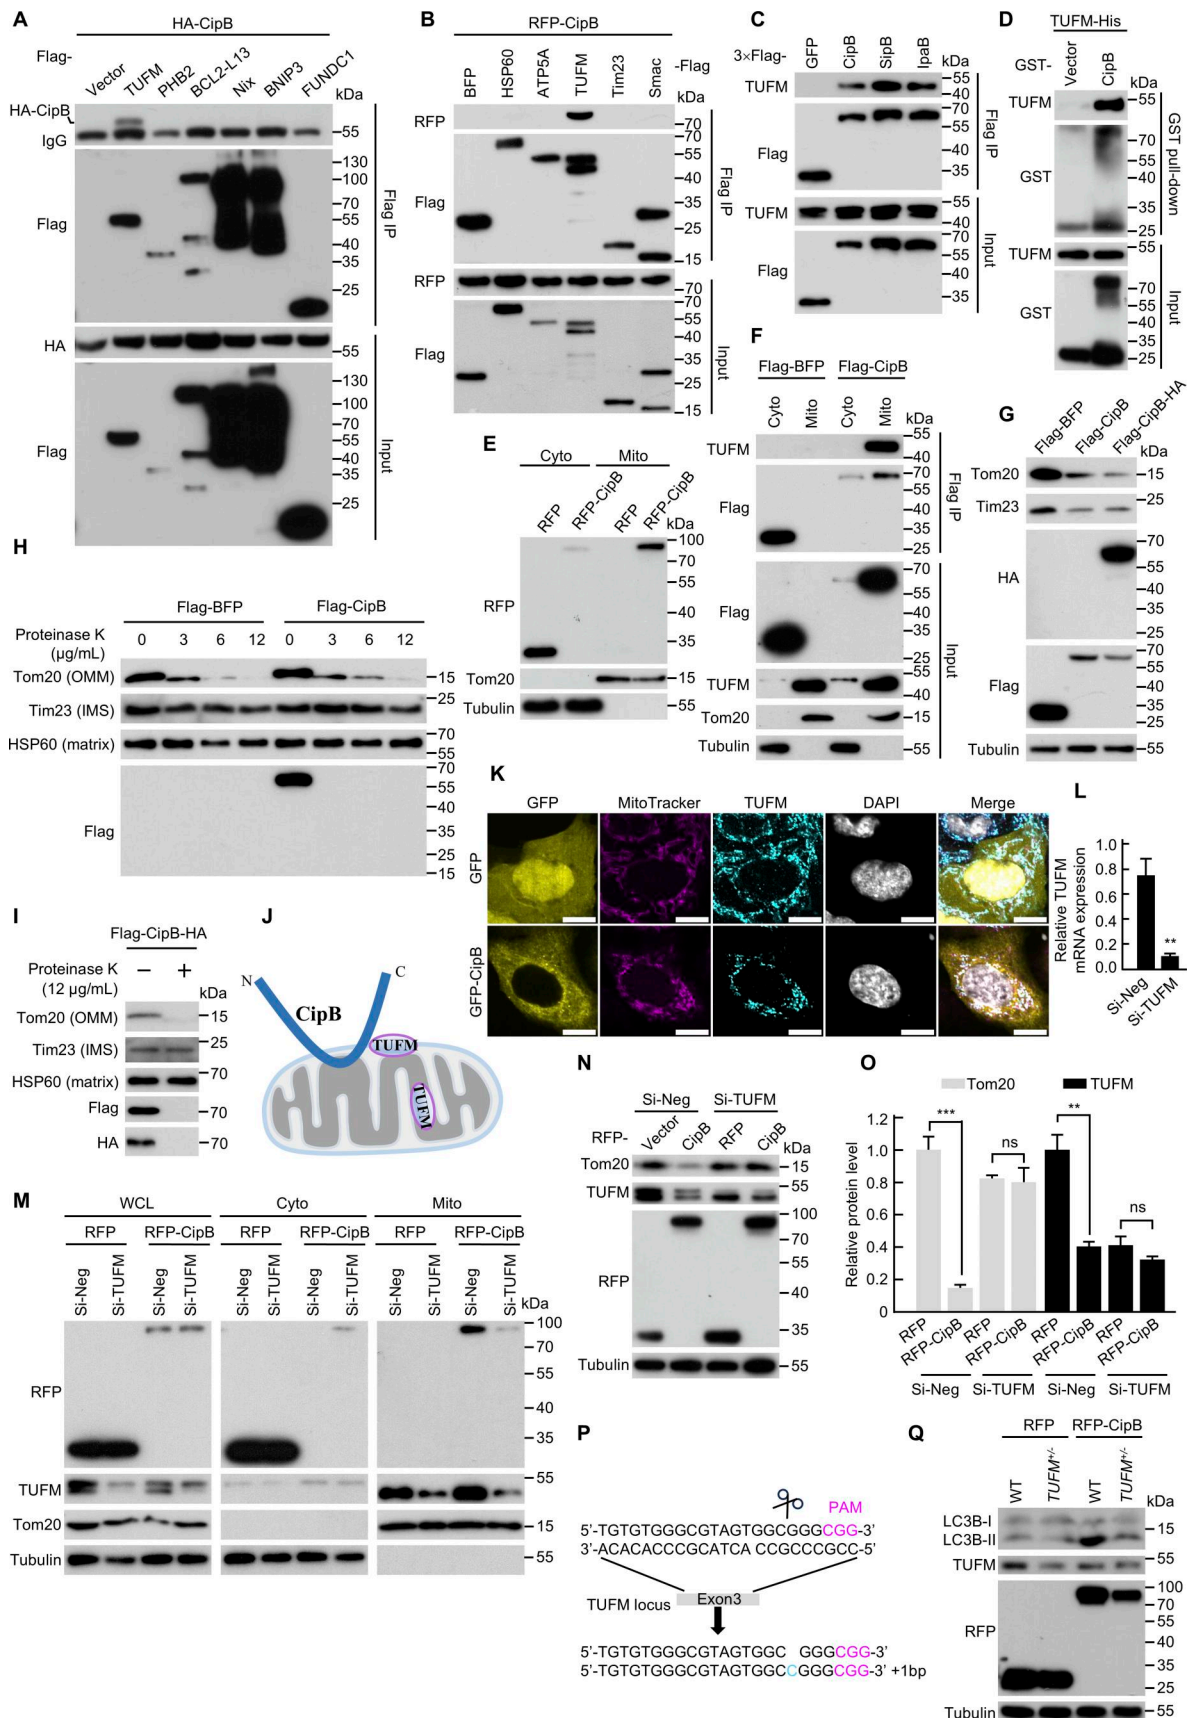 A
HA-CipB
Flag-
Vector
TUFM
PHB2
BCL2-L13
Nix
BNIP3
FUNDC1
kDa
HA-CipB
IgG
55
Flag
130
100
70
55
40
35
25
Flag IP
HA
55
Flag
130
100
70
55
40
35
25
Input
B
RFP-CipB
BFP
HSP60
ATP5A
TUFM
Tim23
Smac
-Flag
kDa
RFP
70
Flag
70
55
35
25
15
Flag IP
RFP
70
Flag
70
55
35
25
15
Input
C
3×Flag-
GFP
CipB
SipB
IpaB
kDa
TUFM
55
40
Flag
70
55
40
35
Flag IP
TUFM
55
40
Flag
70
55
40
35
Input
D
TUFM-His
GST-
Vector
CipB
kDa
TUFM
55
GST
70
55
40
35
25
GST pull-down
TUFM
55
GST
70
55
40
35
25
Input
E
Cyto
Mito
RFP
RFP-CipB
RFP
RFP-CipB
kDa
RFP
100
70
55
40
35
Tom20
15
Tubulin
55
F
Flag-BFP
Flag-CipB
Cyto
Mito
Cyto
Mito
kDa
TUFM
55
40
Flag
70
55
40
35
25
Flag IP
Flag
70
55
40
35
25
TUFM
55
40
Tom20
15
Tubulin
55
Input
G
Flag-BFP
Flag-CipB
Flag-CipB-HA
kDa
Tom20
15
Tim23
25
HA
70
55
40
35
25
Flag
70
55
40
35
25
Tubulin
55
H
Flag-BFP
Flag-CipB
Proteinase K
(μg/mL)
0 3 6 12 0 3 6 12
Tom20 (OMM)
15
Tim23 (IMS)
25
HSP60 (matrix)
70
55
Flag
70
55
40
35
25
15
I
Flag-CipB-HA
Proteinase K
(12 μg/mL)
– +
kDa
Tom20 (OMM)
15
Tim23 (IMS)
25
HSP60 (matrix)
70
Flag
70
HA
70
J
N
C
CipB
TUFM
TUFM
K
GFP
MitoTracker
TUFM
DAPI
Merge
GFP
GFP-CipB
L
Relative TUFM
mRNA expression
1.0
0.8
0.6
0.4
0.2
0.0
**
Si-Neg
Si-TUFM
M
WCL
Cyto
Mito
RFP
RFP-CipB
RFP
RFP-CipB
RFP
RFP-CipB
Si-Neg
Si-TUFM
Si-Neg
Si-TUFM
Si-Neg
Si-TUFM
Si-Neg
Si-TUFM
Si-Neg
Si-TUFM
Si-Neg
Si-TUFM
kDa
RFP
100
70
55
40
35
TUFM
55
Tom20
15
Tubulin
55
N
Si-Neg
Si-TUFM
RFP-
Vector
CipB
RFP
CipB
kDa
Tom20
15
TUFM
55
RFP
100
70
55
40
35
Tubulin
55
O
Tom20
TUFM
Relative protein level
1.2
1.0
0.8
0.6
0.4
0.2
0
***
ns
**
ns
RFP
RFP-CipB
RFP
RFP-CipB
RFP
RFP-CipB
RFP
RFP-CipB
Si-Neg
Si-TUFM
Si-Neg
Si-TUFM
P
PAM
5'-TGTGTGGGCGTAGTGGCGGGCGG-3'
3'-ACACACCCGCATCA CCGCCCGCC-5'
TUFM locus
Exon3
5'-TGTGTGGGCGTAGTGGC GGGCGG-3'
5'-TGTGTGGGCGTAGTGGCCGGGCGG-3' +1bp
Q
RFP
RFP-CipB
WT
TUFM+/-
WT
TUFM+/-
kDa
LC3B-I
LC3B-II
15
TUFM
55
RFP
100
70
55
40
35
25
Tubulin
55